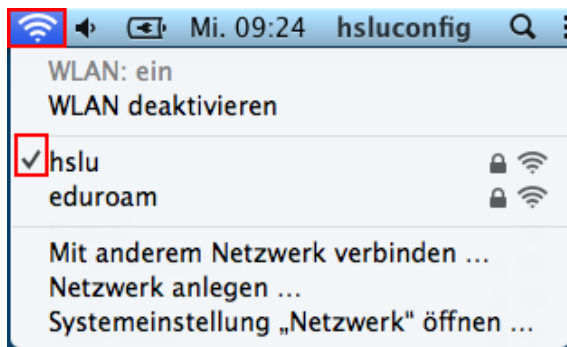 Mi. 09:24 hsluconfig
WLAN: ein
WLAN deaktivieren
hslu
eduroam
Mit anderem Netzwerk verbinden ...
Netzwerk anlegen ...
Systemeinstellung „Netzwerk“ öffnen ...